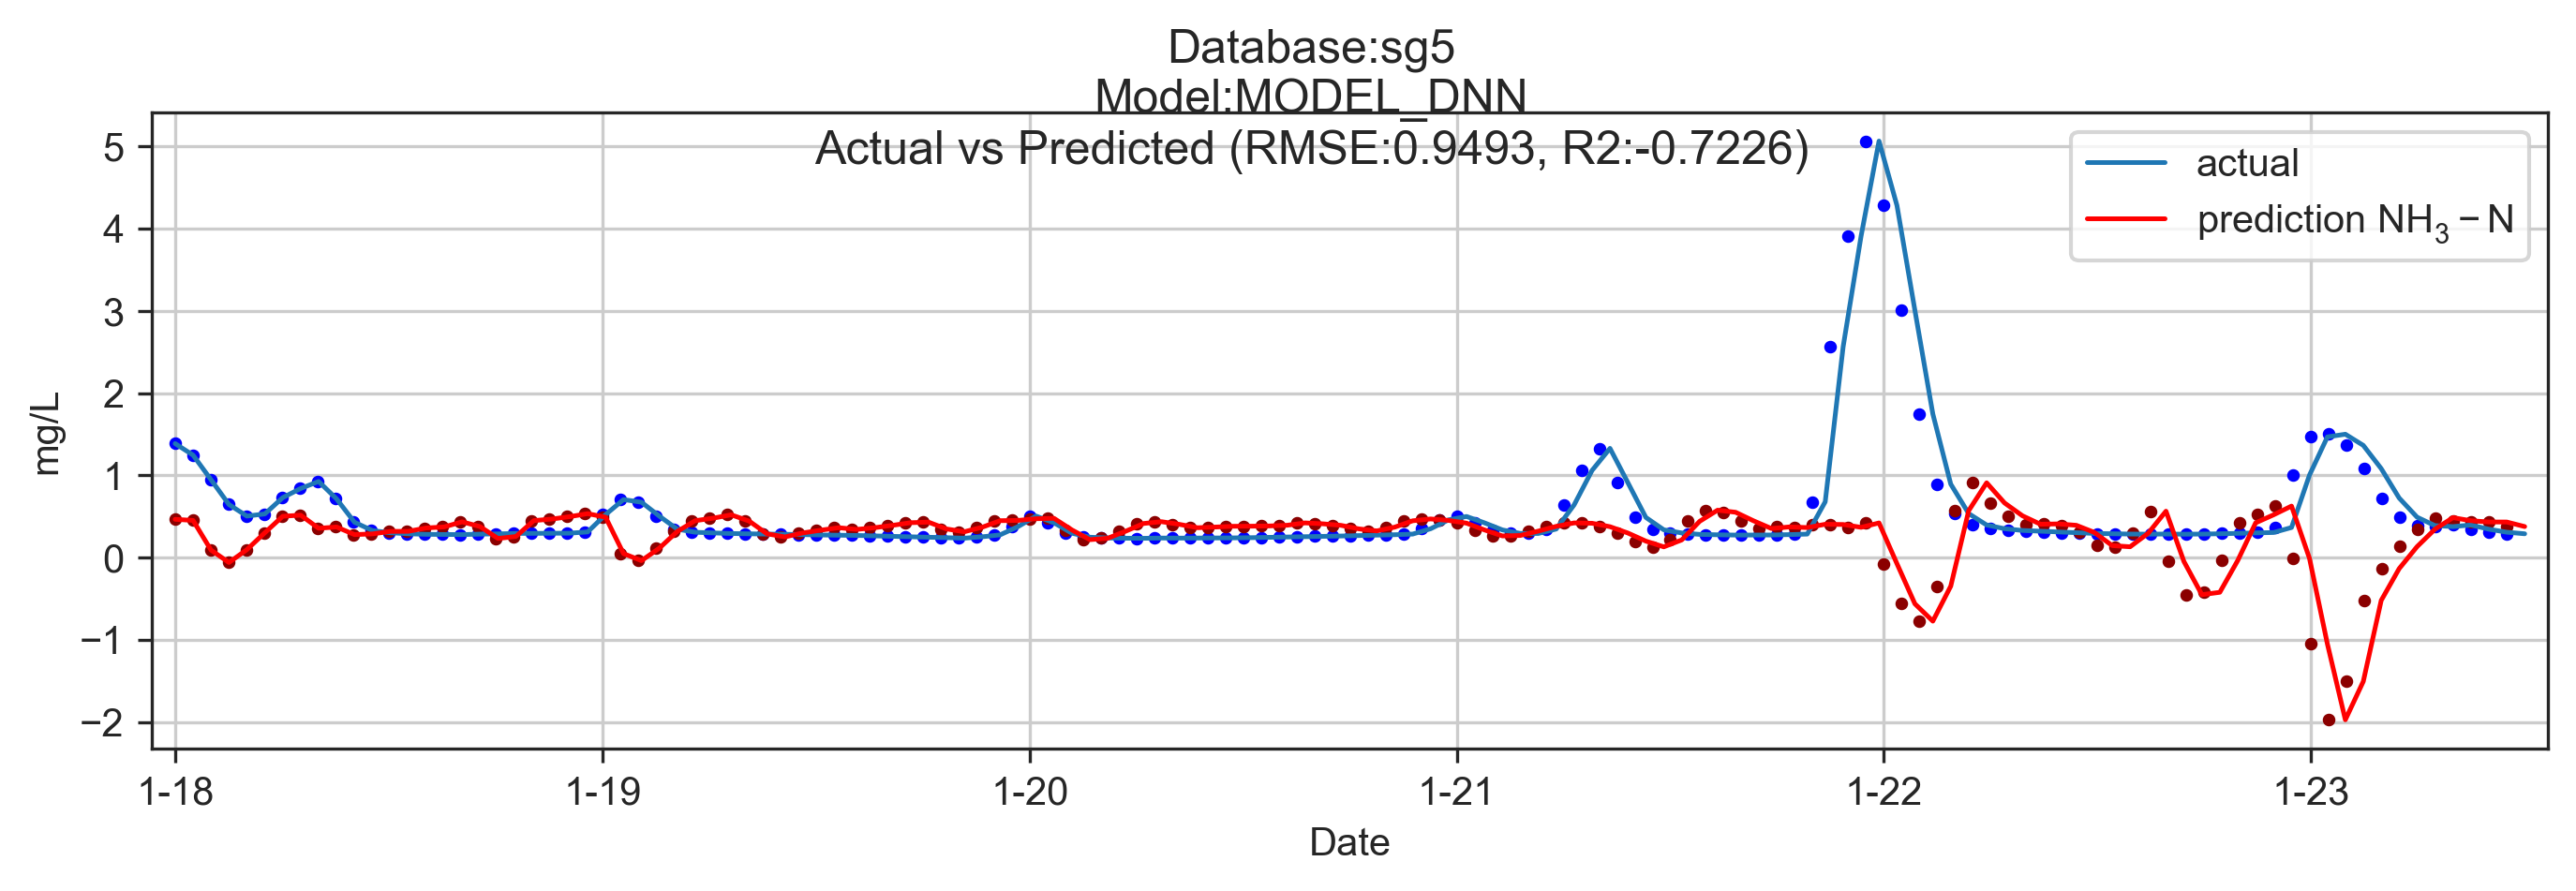 Database:sg5
Model:MODEL_DNN
Actual vs Predicted (RMSE:0.9493, R2:-0.7226)
actual
prediction NH₃ − N
mg/L
5
4
3
2
1
0
−1
−2
1-18 1-19 1-20 1-21 1-22 1-23
Date